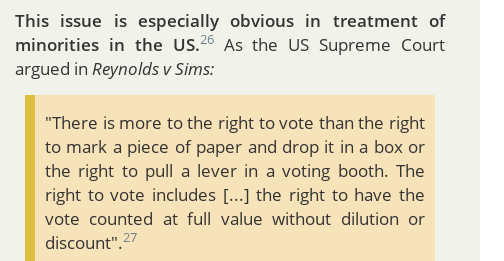 This issue is especially obvious in treatment of
minorities in the US.26 As the US Supreme Court
argued in Reynolds v Sims:
"There is more to the right to vote than the right
to mark a piece of paper and drop it in a box or
the right to pull a lever in a voting booth. The
right to vote includes [...] the right to have the
vote counted at full value without dilution or
discount".27